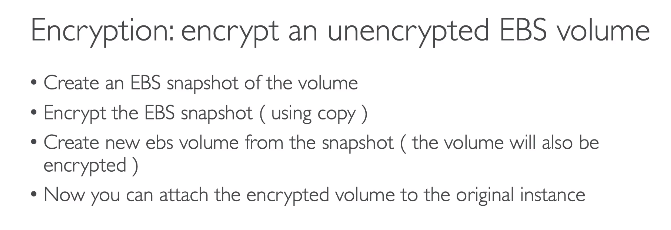 Encryption: encrypt an unencrypted EBS volume
• Create an EBS snapshot of the volume
• Encrypt the EBS snapshot ( using copy )
• Create new ebs volume from the snapshot ( the volume will also be
encrypted )
• Now you can attach the encrypted volume to the original instance